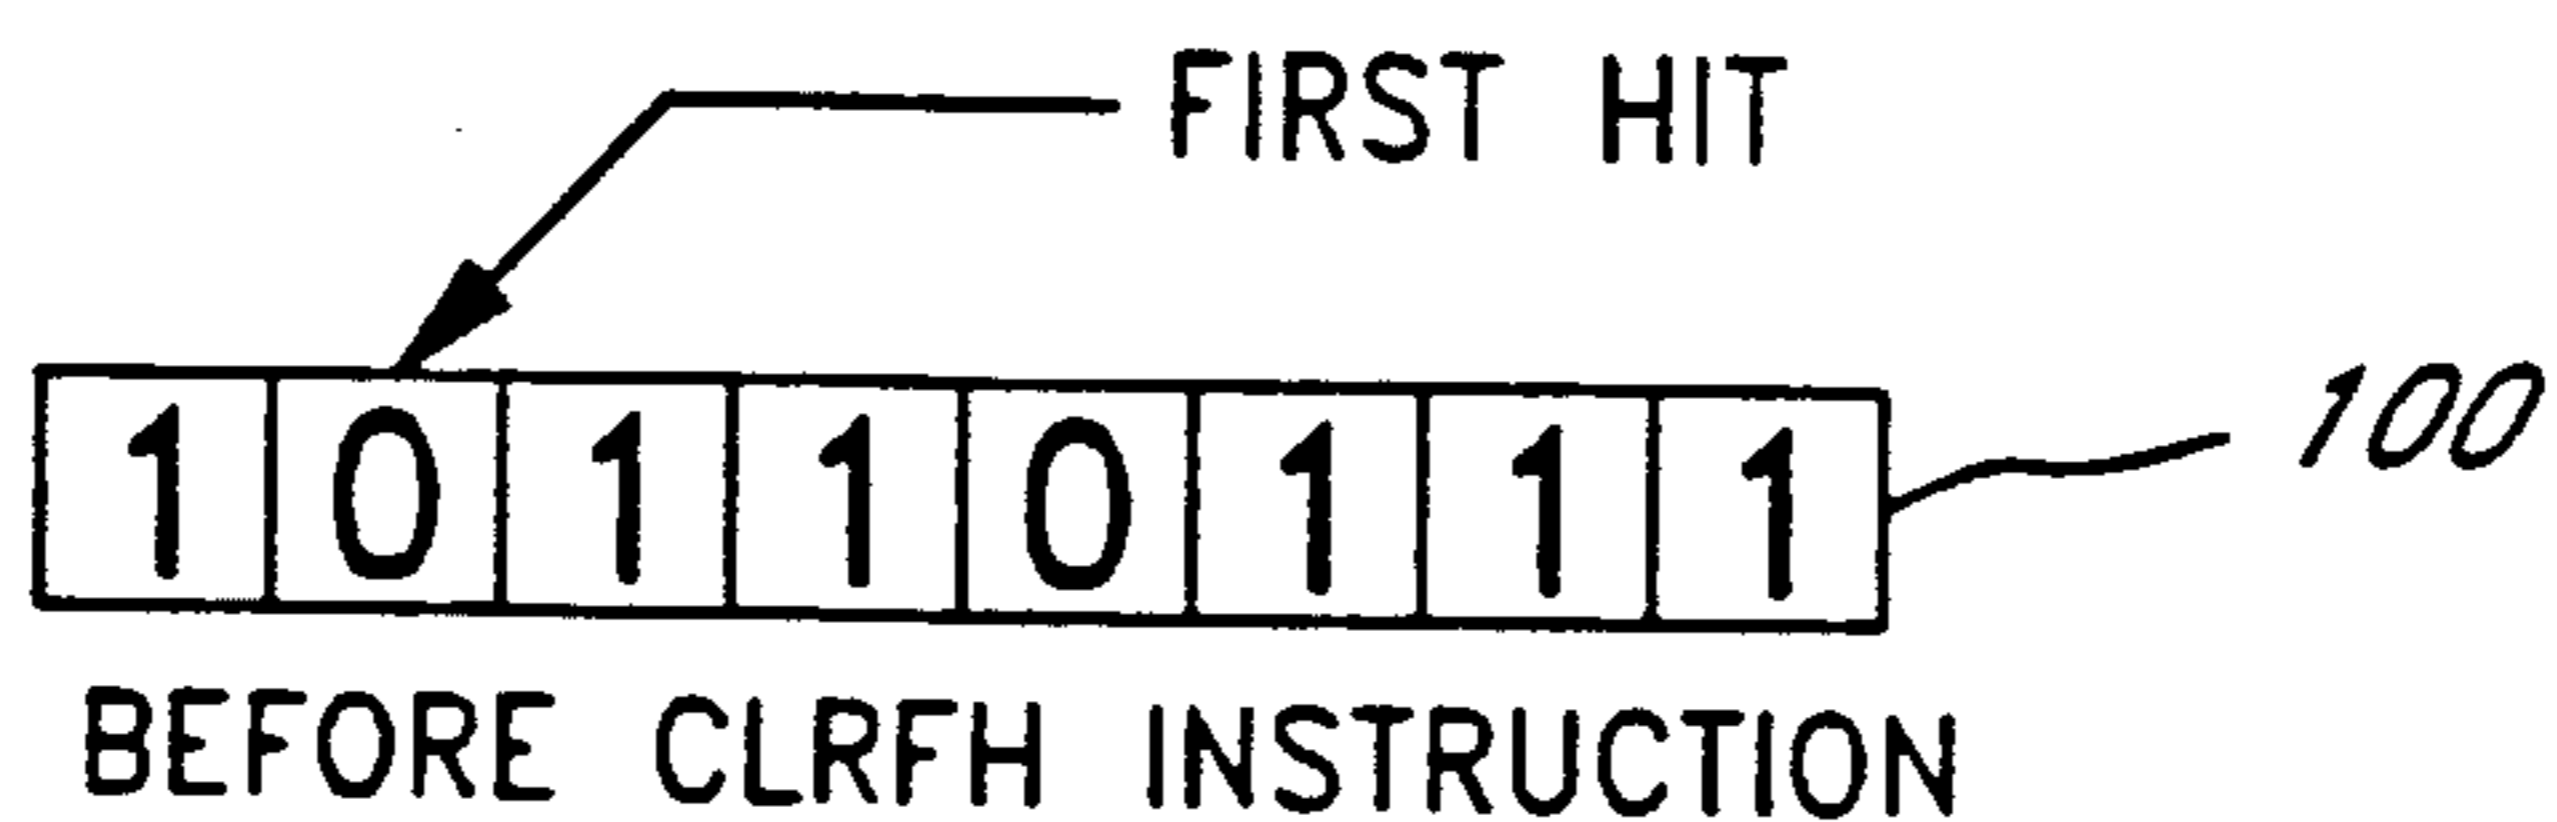 FIRST HIT
1 0 1 1 0 1 1 1
100
BEFORE CLRFH INSTRUCTION